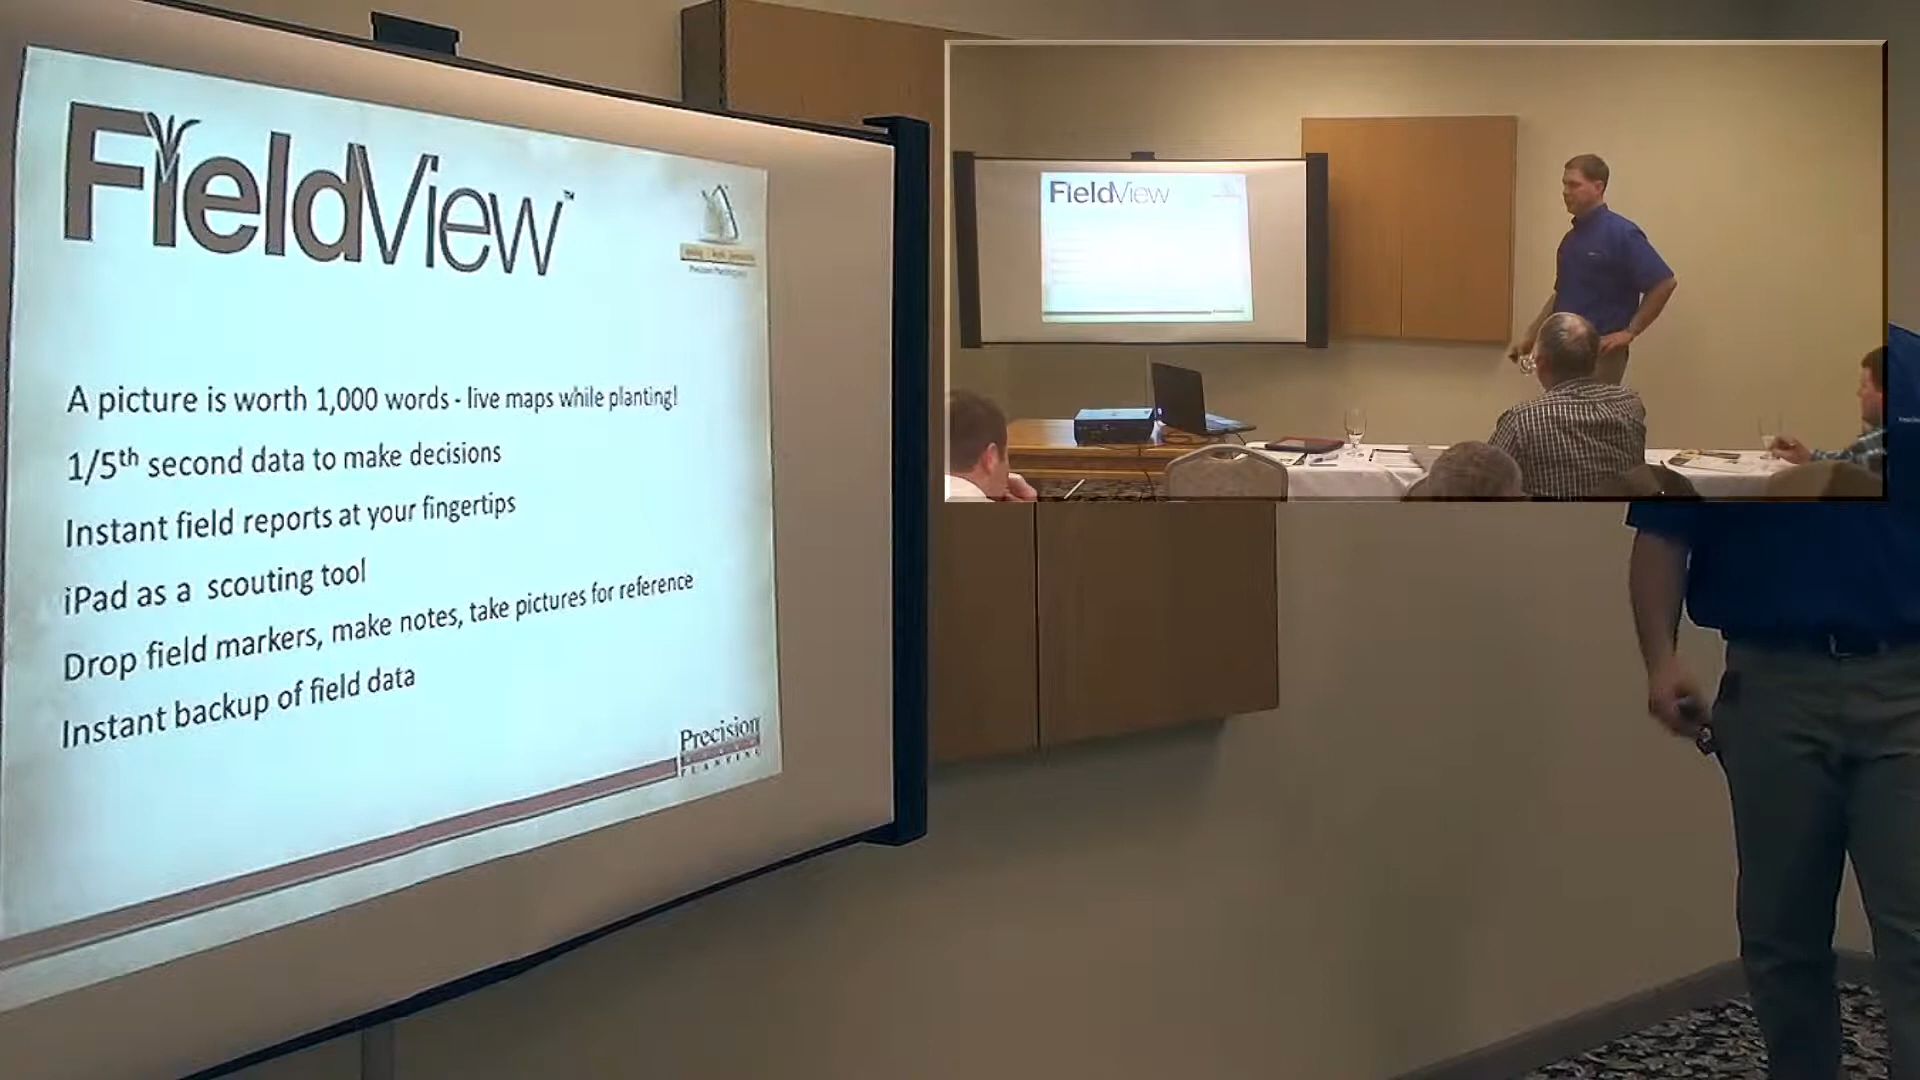 FieldView™
A picture is worth 1,000 words - live maps while planting!
1/5th second data to make decisions
Instant field reports at your fingertips
iPad as a scouting tool
Drop field markers, make notes, take pictures for reference
Instant backup of field data
Precision
PLANTING
FieldView